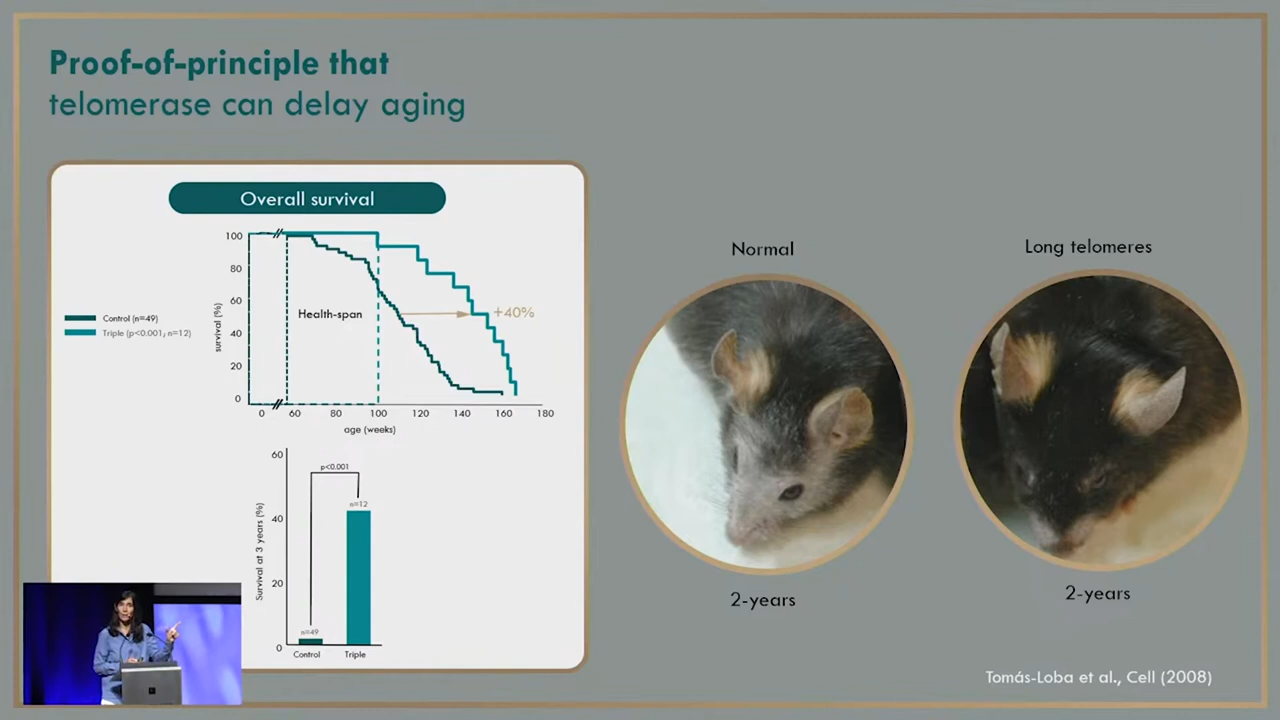 Proof-of-principle that
telomerase can delay aging
Overall survival
100
80
60
40
20
0
survival (%)
Control (n=49)
Triple (p<0.001; n=12)
Health-span
+40%
0 60 80 100 120 140 160 180
age (weeks)
60
40
20
0
Survival at 3 years (%)
p<0.001
n=12
n=49
Control Triple
Normal
2-years
Long telomeres
2-years
Tomás-Loba et al., Cell (2008)